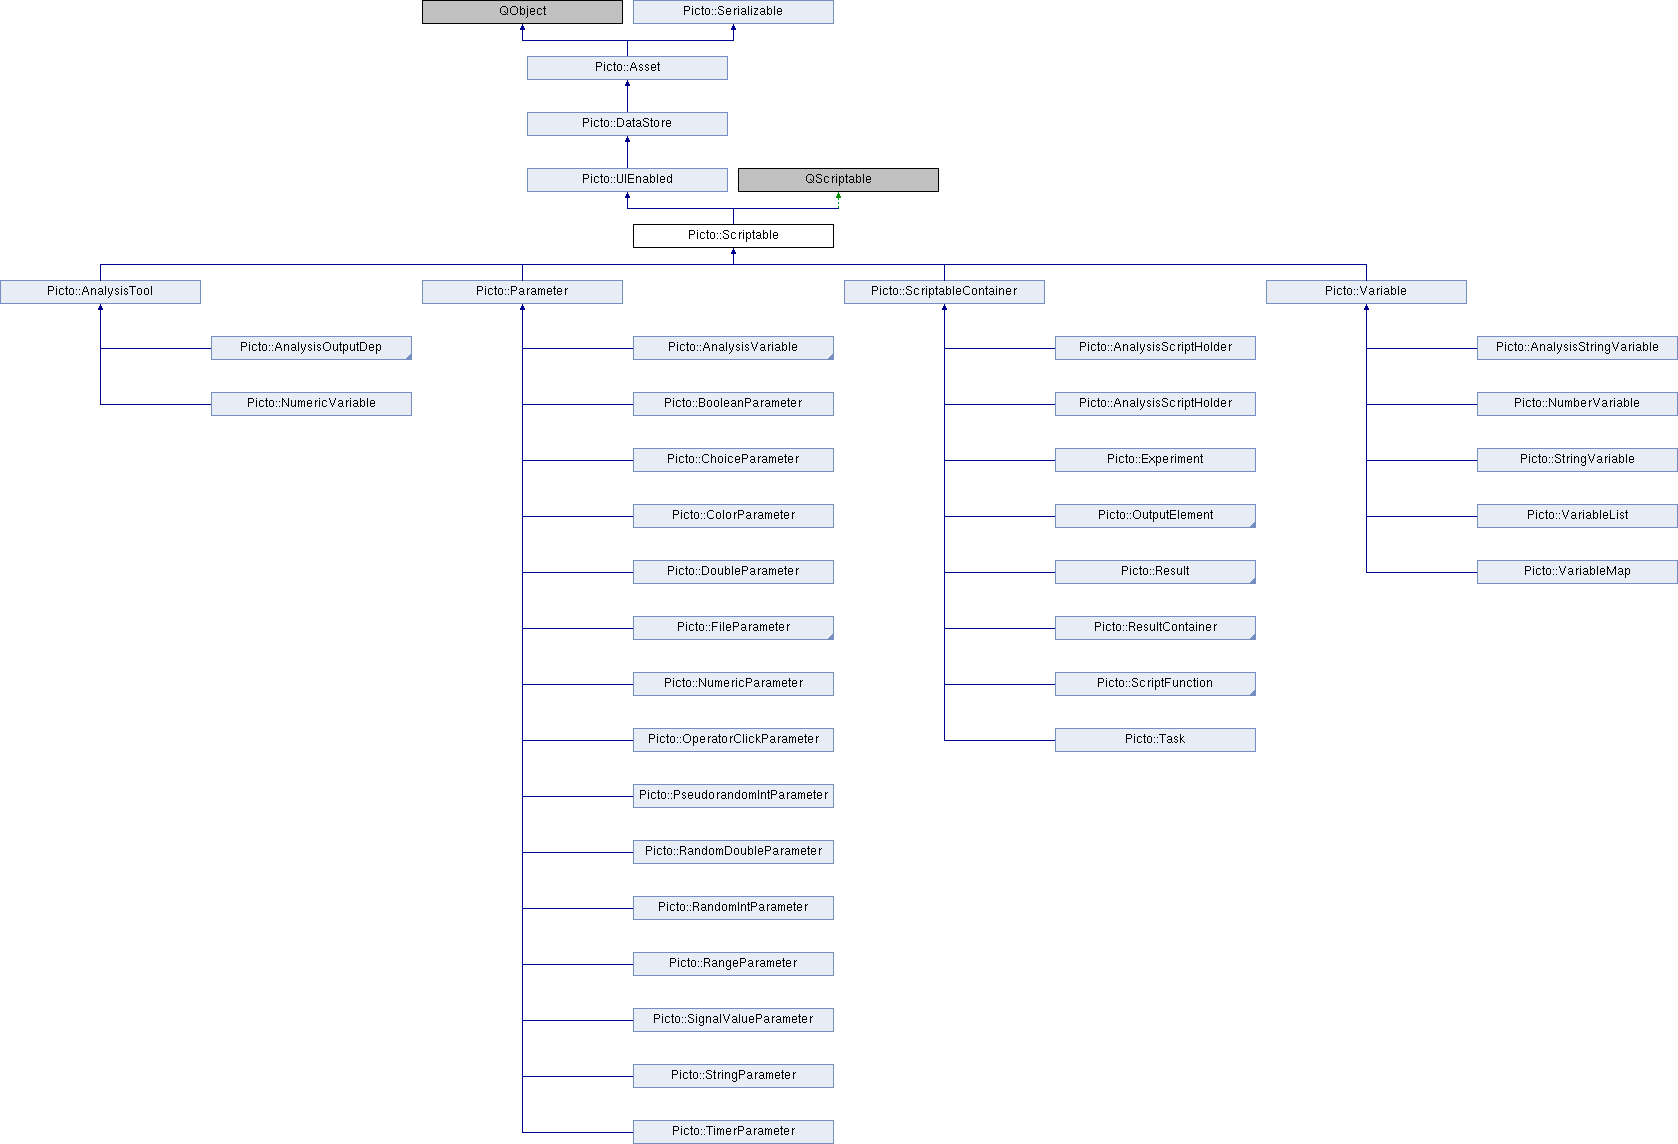 QObject
Picto::Serializable
Picto::Asset
Picto::DataStore
Picto::UIEnabled
QScriptable
Picto::Scriptable
Picto::AnalysisTool
Picto::Parameter
Picto::ScriptableContainer
Picto::Variable
Picto::AnalysisOutputDep
Picto::AnalysisVariable
Picto::AnalysisScriptHolder
Picto::AnalysisStringVariable
Picto::NumericVariable
Picto::BooleanParameter
Picto::AnalysisScriptHolder
Picto::NumberVariable
Picto::ChoiceParameter
Picto::Experiment
Picto::StringVariable
Picto::ColorParameter
Picto::OutputElement
Picto::VariableList
Picto::DoubleParameter
Picto::Result
Picto::VariableMap
Picto::FileParameter
Picto::ResultContainer
Picto::NumericParameter
Picto::ScriptFunction
Picto::OperatorClickParameter
Picto::Task
Picto::PseudorandomIntParameter
Picto::RandomDoubleParameter
Picto::RandomIntParameter
Picto::RangeParameter
Picto::SignalValueParameter
Picto::StringParameter
Picto::TimerParameter